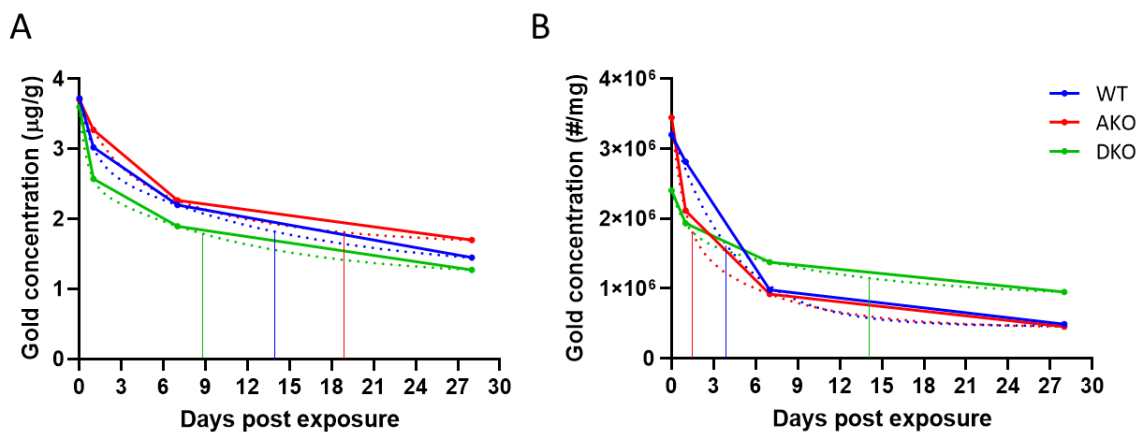 A
Gold concentration (μg/g)
4
3
2
1
0
0 3 6 9 12 15 18 21 24 27 30
Days post exposure
B
Gold concentration (#/mg)
4×10⁶
3×10⁶
2×10⁶
1×10⁶
0
0 3 6 9 12 15 18 21 24 27 30
Days post exposure
WT
AKO
DKO